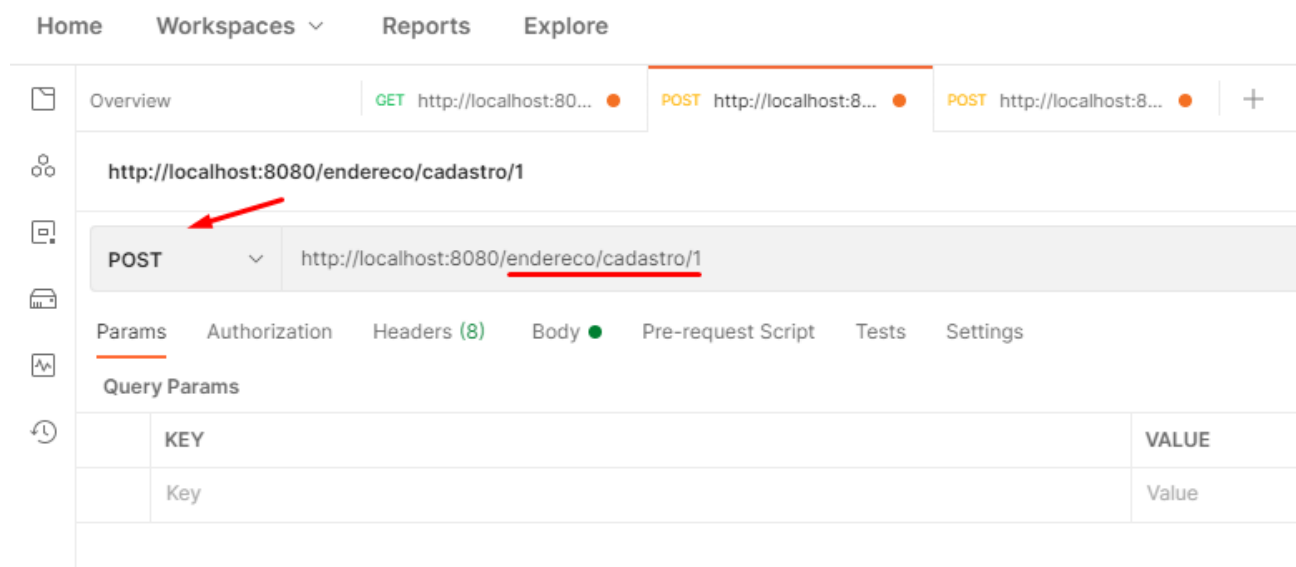 Home Workspaces Reports Explore
Overview GET http://localhost:80... POST http://localhost:8... POST http://localhost:8...
http://localhost:8080/endereco/cadastro/1
POST http://localhost:8080/endereco/cadastro/1
Params Authorization Headers (8) Body Pre-request Script Tests Settings
Query Params
KEY VALUE
Key Value